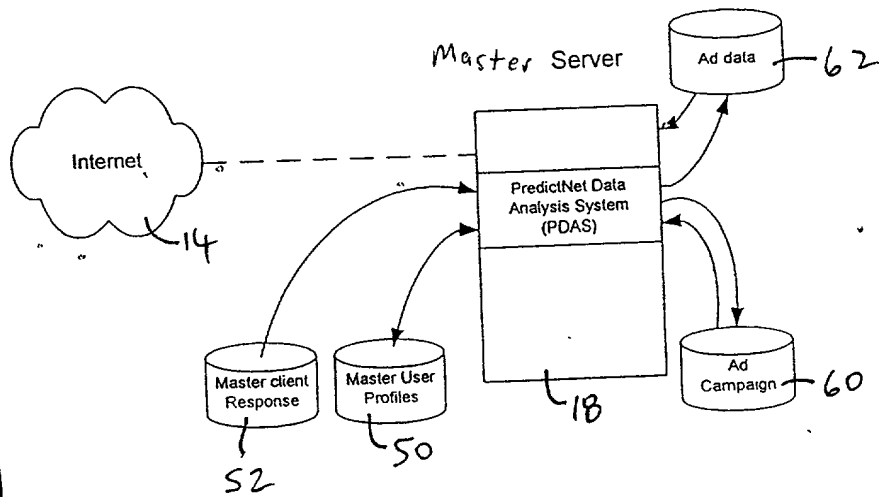 Master Server
Ad data
62
Internet
PredictNet Data
Analysis System
(PDAS)
14
Master client
Response
Master User
Profiles
Ad
Campaign
60
18
50
52